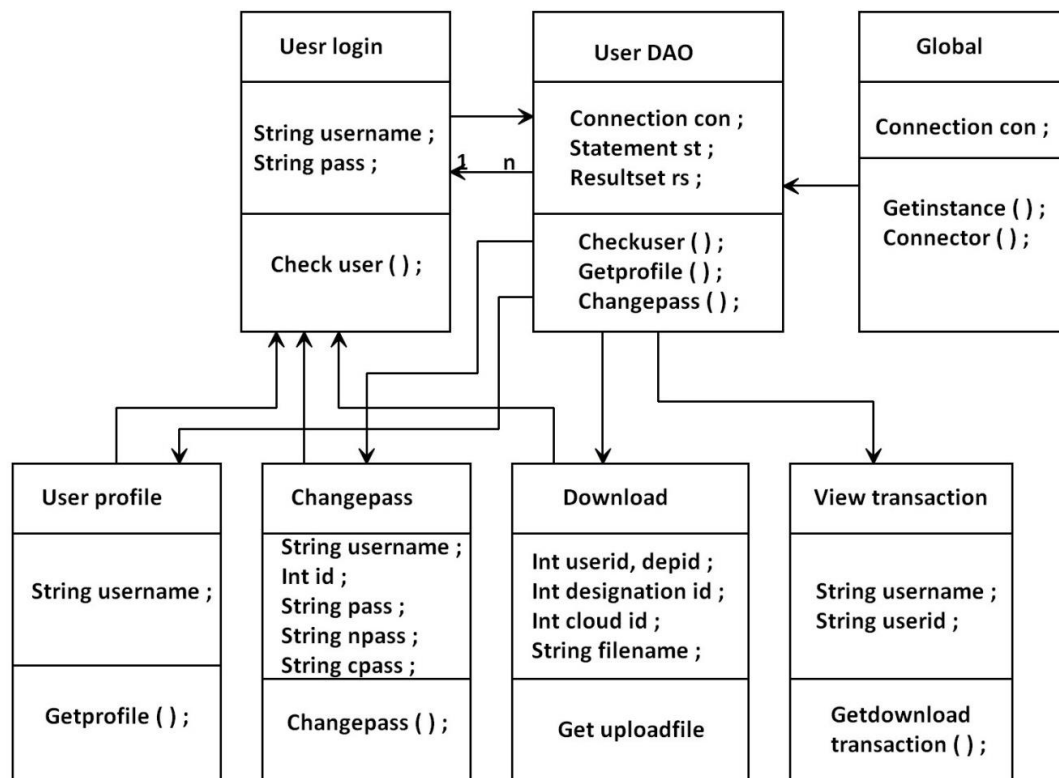 Uesr login
String username ;
String pass ;
Check user ( ) ;
1 n
User DAO
Connection con ;
Statement st ;
Resultset rs ;
Checkuser ( ) ;
Getprofile ( ) ;
Changepass ( ) ;
Global
Connection con ;
Getinstance ( ) ;
Connector ( ) ;
User profile
String username ;
Getprofile ( ) ;
Changepass
String username ;
Int id ;
String pass ;
String npass ;
String cpass ;
Changepass ( ) ;
Download
Int userid, depid ;
Int designation id ;
Int cloud id ;
String filename ;
Get uploadfile
View transaction
String username ;
String userid ;
Getdownload
transaction ( ) ;